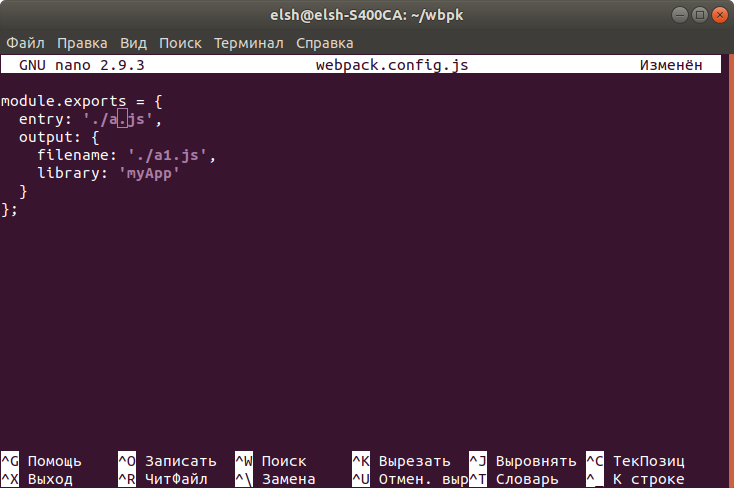 elsh@elsh-S400CA: ~/wbpk
Файл Правка Вид Поиск Терминал Справка
GNU nano 2.9.3 webpack.config.js Изменён
module.exports = {
  entry: './a.js',
  output: {
    filename: './a1.js',
    library: 'myApp'
  }
};
^G Помощь ^O Записать ^W Поиск ^K Вырезать ^J Выровнять ^C ТекПозиц
^X Выход ^R ЧитФайл ^\ Замена ^U Отмен. выр^T Словарь ^_ К строке